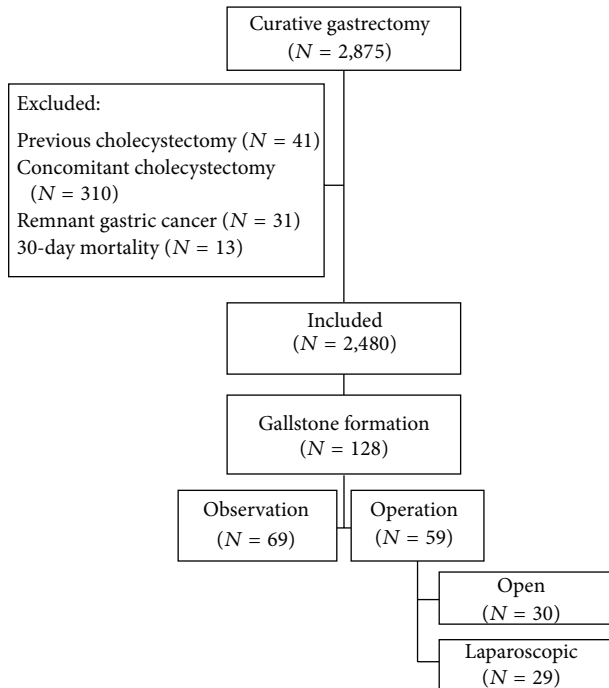 Curative gastrectomy
(N = 2,875)
Excluded:
Previous cholecystectomy (N = 41)
Concomitant cholecystectomy
(N = 310)
Remnant gastric cancer (N = 31)
30-day mortality (N = 13)
Included
(N = 2,480)
Gallstone formation
(N = 128)
Observation
(N = 69)
Operation
(N = 59)
Open
(N = 30)
Laparoscopic
(N = 29)